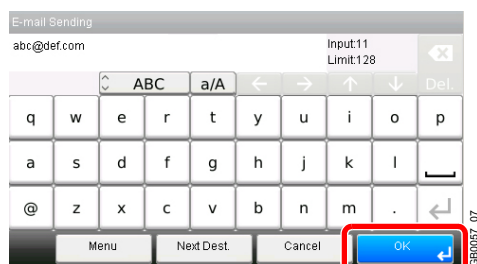 E-mail Sending
abc@def.com
Input:11
Limit:128
ABC a/A Del.
q w e r t y u i o p
a s d f g h j k l
@ z x c v b n m .
Menu Next Dest. Cancel OK
GB0057_07